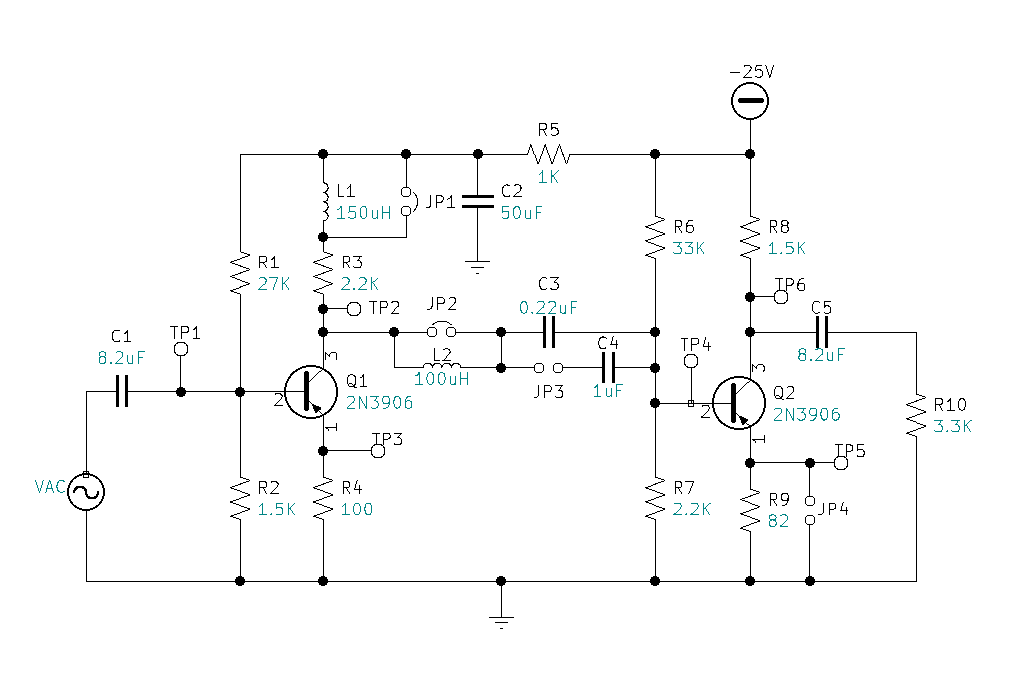 -25V
R5
1K
L1
150uH
JP1
C2
50uF
R1
27K
R3
2.2K
R6
33K
R8
1.5K
TP6
TP2
JP2
C3
0.22uF
C5
8.2uF
C1
8.2uF
TP1
L2
100uH
C4
1uF
JP3
TP4
3
2
1
Q1
2N3906
3
2
1
Q2
2N3906
R10
3.3K
TP3
TP5
VAC
R2
1.5K
R4
100
R7
2.2K
R9
82
JP4